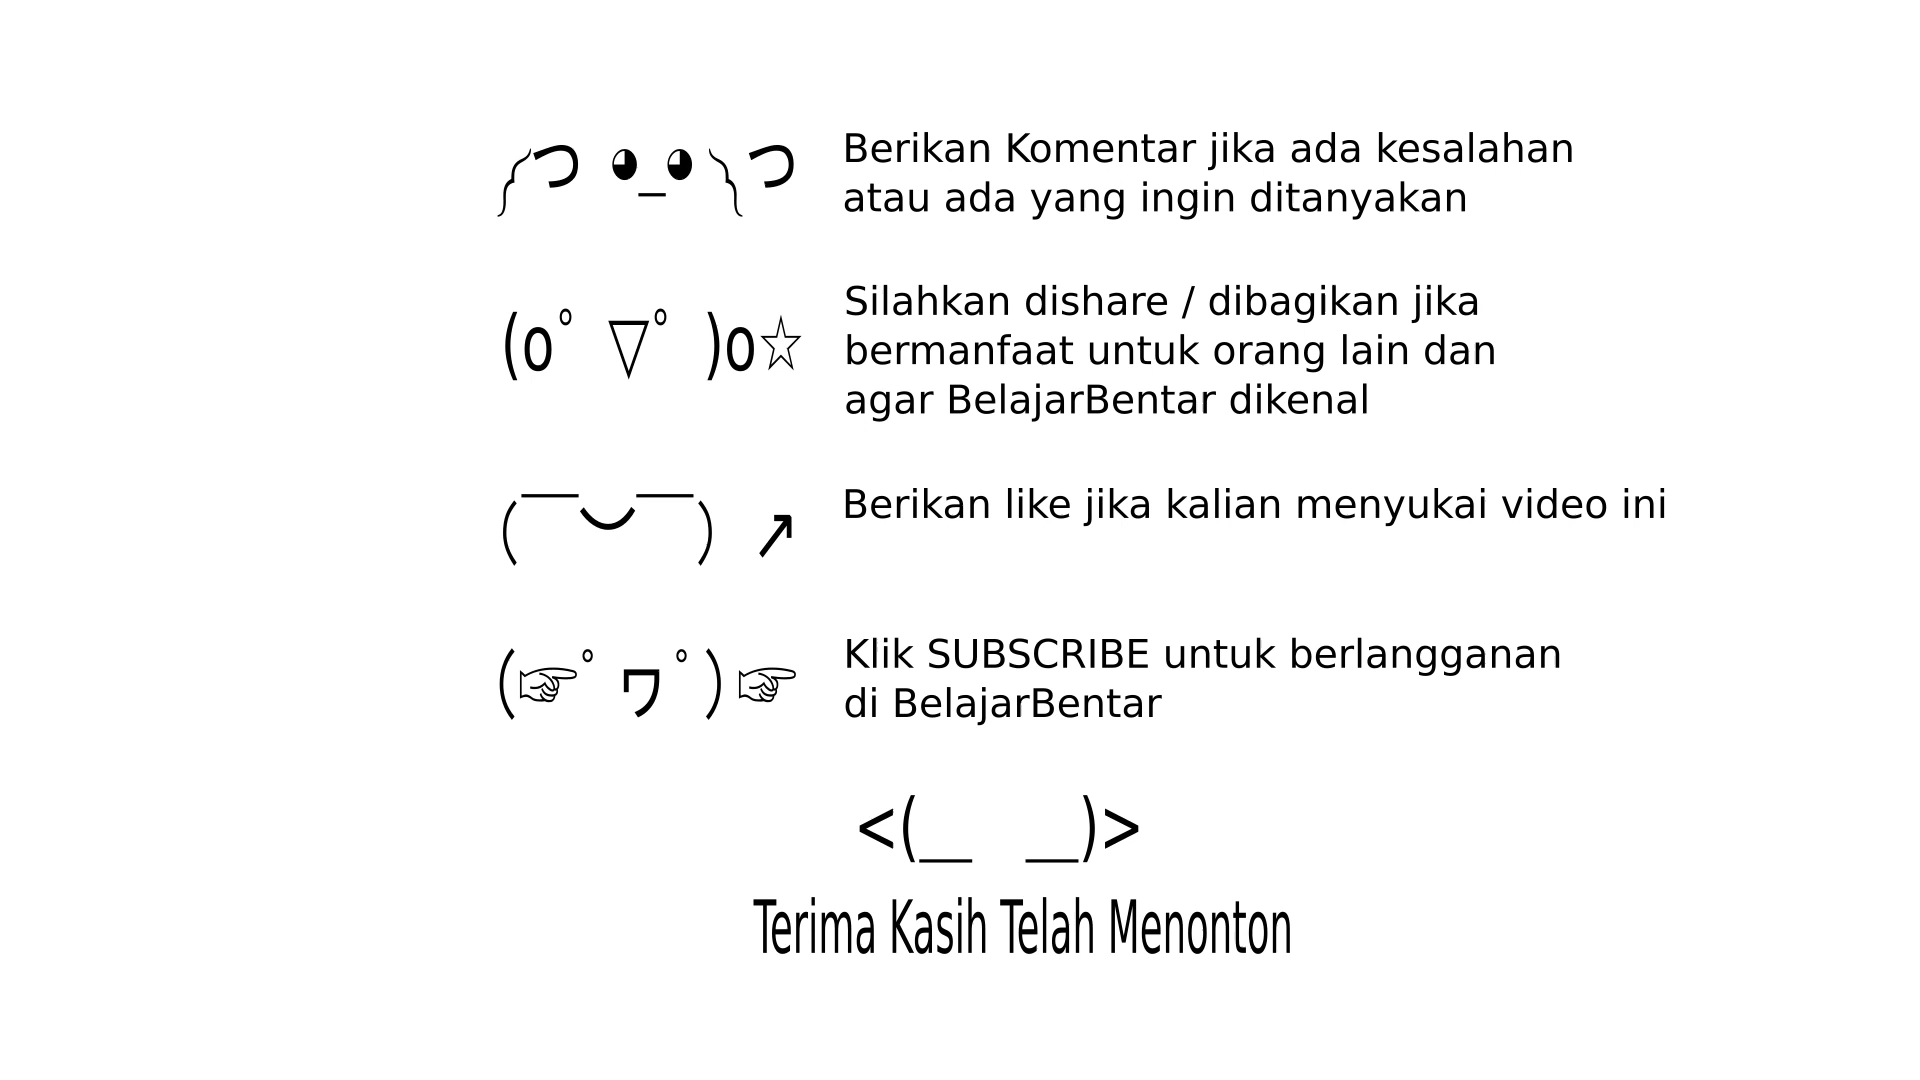 ༼つ ◕_◕ ༽つ Berikan Komentar jika ada kesalahan
atau ada yang ingin ditanyakan
(o゜▽゜)o☆ Silahkan dishare / dibagikan jika
bermanfaat untuk orang lain dan
agar BelajarBentar dikenal
(￣︶￣)↗ Berikan like jika kalian menyukai video ini
(☞゜ヮ゜)☞ Klik SUBSCRIBE untuk berlangganan
di BelajarBentar
<(＿　＿)>
Terima Kasih Telah Menonton